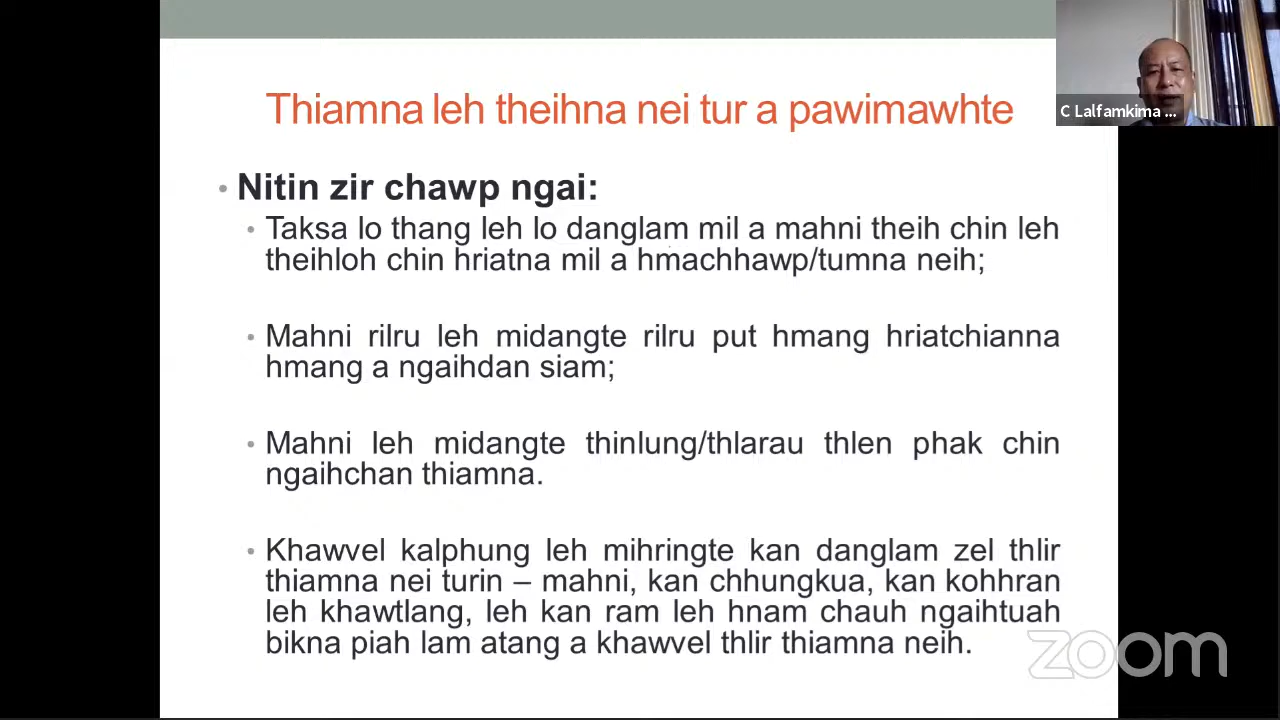 Thiamna leh theihna nei tur a pawimawhte
C Lalfamkima ...
• Nitin zir chawp ngai:
• Taksa lo thang leh lo danglam mil a mahni theih chin leh
theihloh chin hriatna mil a hmachhawp/tumna neih;
• Mahni rilru leh midangte rilru put hmang hriatchianna
hmang a ngaihdan siam;
• Mahni leh midangte thinlung/thlarau thlen phak chin
ngaihchan thiamna.
• Khawvel kalphung leh mihringte kan danglam zel thlir
thiamna nei turin – mahni, kan chhungkua, kan kohhran
leh khawtlang, leh kan ram leh hnam chauh ngaihtuah
bikna piah lam atang a khawvel thlir thiamna neih.
zoom